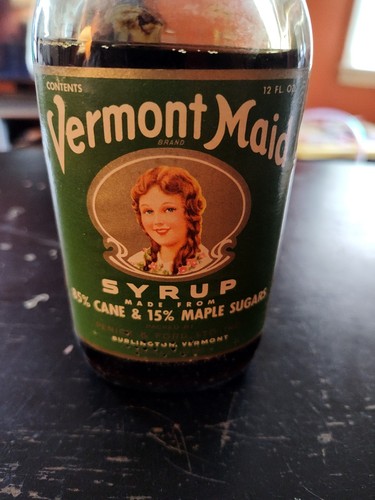 CONTENTS 12 FL. OZ
Vermont Maid
BRAND
SYRUP
MADE FROM
85% CANE & 15% MAPLE SUGARS
BURLINGTON, VERMONT